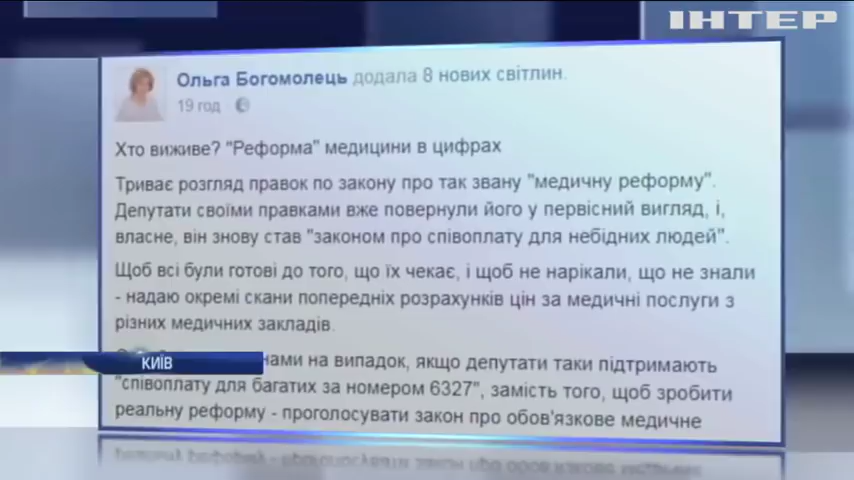 ІНТЕР
Ольга Богомолець додала 8 нових світлин.
19 год
Хто виживе? "Реформа" медицини в цифрах
Триває розгляд правок по закону про так звану "медичну реформу".
Депутати своїми правками вже повернули його у первісний вигляд, і,
власне, він знову став "законом про співоплату для небідних людей".
Щоб всі були готові до того, що їх чекає, і щоб не нарікали, що не знали
- надаю окремі скани попередніх розрахунків цін за медичні послуги з
різних медичних закладів.
на випадок, якщо депутати таки підтримають
КИЇВ
"співоплату для багатих за номером 6327", замість того, щоб зробити
реальну реформу - проголосувати закон про обов'язкове медичне